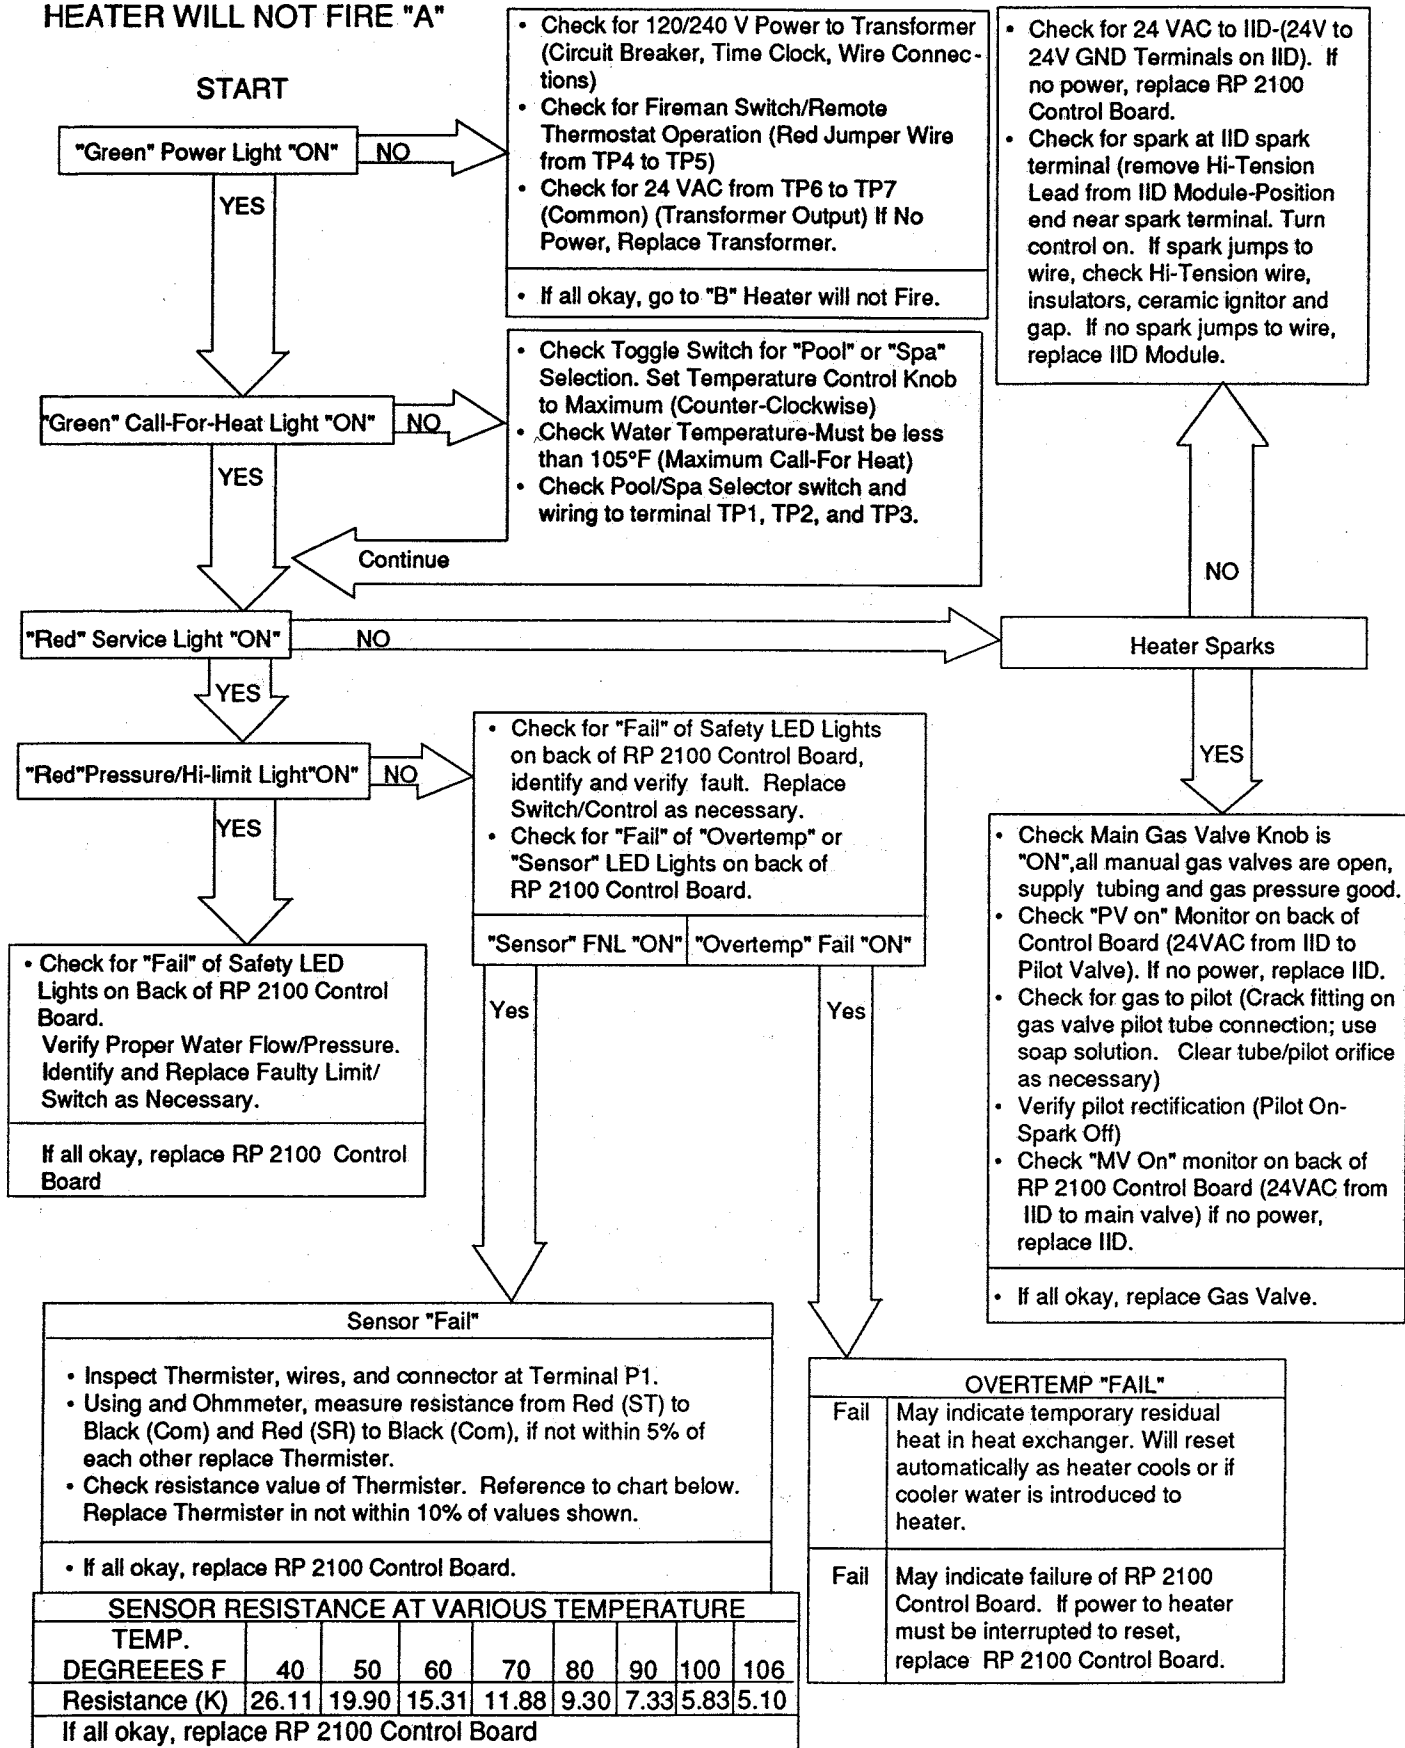 HEATER WILL NOT FIRE "A"
START
"Green" Power Light "ON"
NO
• Check for 120/240 V Power to Transformer
(Circuit Breaker, Time Clock, Wire Connec-
tions)
• Check for Fireman Switch/Remote
Thermostat Operation (Red Jumper Wire
from TP4 to TP5)
• Check for 24 VAC from TP6 to TP7
(Common) (Transformer Output) If No
Power, Replace Transformer.
• If all okay, go to "B" Heater will not Fire.
YES
"Green" Call-For-Heat Light "ON"
NO
• Check Toggle Switch for "Pool" or "Spa"
Selection. Set Temperature Control Knob
to Maximum (Counter-Clockwise)
• Check Water Temperature-Must be less
than 105°F (Maximum Call-For Heat)
• Check Pool/Spa Selector switch and
wiring to terminal TP1, TP2, and TP3.
Continue
YES
"Red" Service Light "ON"
NO
Heater Sparks
NO
• Check for 24 VAC to IID-(24V to
24V GND Terminals on IID). If
no power, replace RP 2100
Control Board.
• Check for spark at IID spark
terminal (remove Hi-Tension
Lead from IID Module-Position
end near spark terminal. Turn
control on. If spark jumps to
wire, check Hi-Tension wire,
insulators, ceramic ignitor and
gap. If no spark jumps to wire,
replace IID Module.
YES
• Check Main Gas Valve Knob is
"ON",all manual gas valves are open,
supply tubing and gas pressure good.
• Check "PV on" Monitor on back of
Control Board (24VAC from IID to
Pilot Valve). If no power, replace IID.
• Check for gas to pilot (Crack fitting on
gas valve pilot tube connection; use
soap solution. Clear tube/pilot orifice
as necessary)
• Verify pilot rectification (Pilot On-
Spark Off)
• Check "MV On" monitor on back of
RP 2100 Control Board (24VAC from
IID to main valve) if no power,
replace IID.
• If all okay, replace Gas Valve.
YES
"Red"Pressure/Hi-limit Light"ON"
NO
• Check for "Fail" of Safety LED Lights
on back of RP 2100 Control Board,
identify and verify fault. Replace
Switch/Control as necessary.
• Check for "Fail" of "Overtemp" or
"Sensor" LED Lights on back of
RP 2100 Control Board.
"Sensor" FNL "ON" "Overtemp" Fail "ON"
YES
• Check for "Fail" of Safety LED
Lights on Back of RP 2100 Control
Board.
Verify Proper Water Flow/Pressure.
Identify and Replace Faulty Limit/
Switch as Necessary.
If all okay, replace RP 2100 Control
Board
Yes
Yes
Sensor "Fail"
• Inspect Thermister, wires, and connector at Terminal P1.
• Using and Ohmmeter, measure resistance from Red (ST) to
Black (Com) and Red (SR) to Black (Com), if not within 5% of
each other replace Thermister.
• Check resistance value of Thermister. Reference to chart below.
Replace Thermister in not within 10% of values shown.
• If all okay, replace RP 2100 Control Board.
SENSOR RESISTANCE AT VARIOUS TEMPERATURE
TEMP.
DEGREEES F 40 50 60 70 80 90 100 106
Resistance (K) 26.11 19.90 15.31 11.88 9.30 7.33 5.83 5.10
If all okay, replace RP 2100 Control Board
OVERTEMP "FAIL"
Fail May indicate temporary residual
heat in heat exchanger. Will reset
automatically as heater cools or if
cooler water is introduced to
heater.
Fail May indicate failure of RP 2100
Control Board. If power to heater
must be interrupted to reset,
replace RP 2100 Control Board.